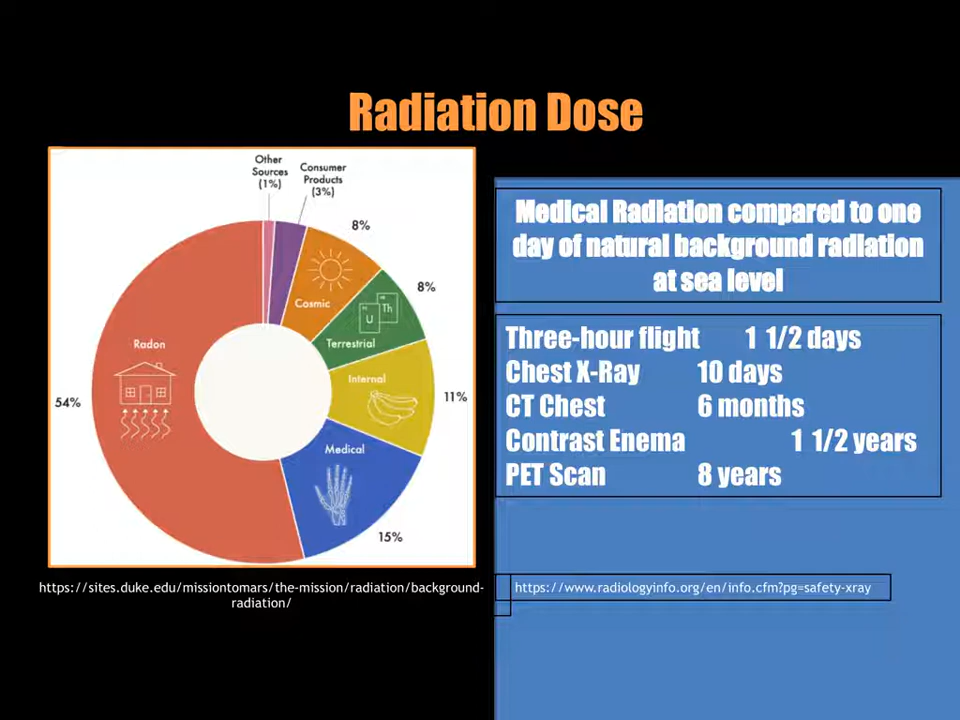 Radiation Dose
Other
Sources
(1%)
Consumer
Products
(3%)
8%
Cosmic
8%
U
Th
Terrestrial
Internal
11%
Medical
15%
Radon
54%
https://sites.duke.edu/missiontomars/the-mission/radiation/background-
radiation/
Medical Radiation compared to one
day of natural background radiation
at sea level
Three-hour flight 1 1/2 days
Chest X-Ray 10 days
CT Chest 6 months
Contrast Enema 1 1/2 years
PET Scan 8 years
https://www.radiologyinfo.org/en/info.cfm?pg=safety-xray